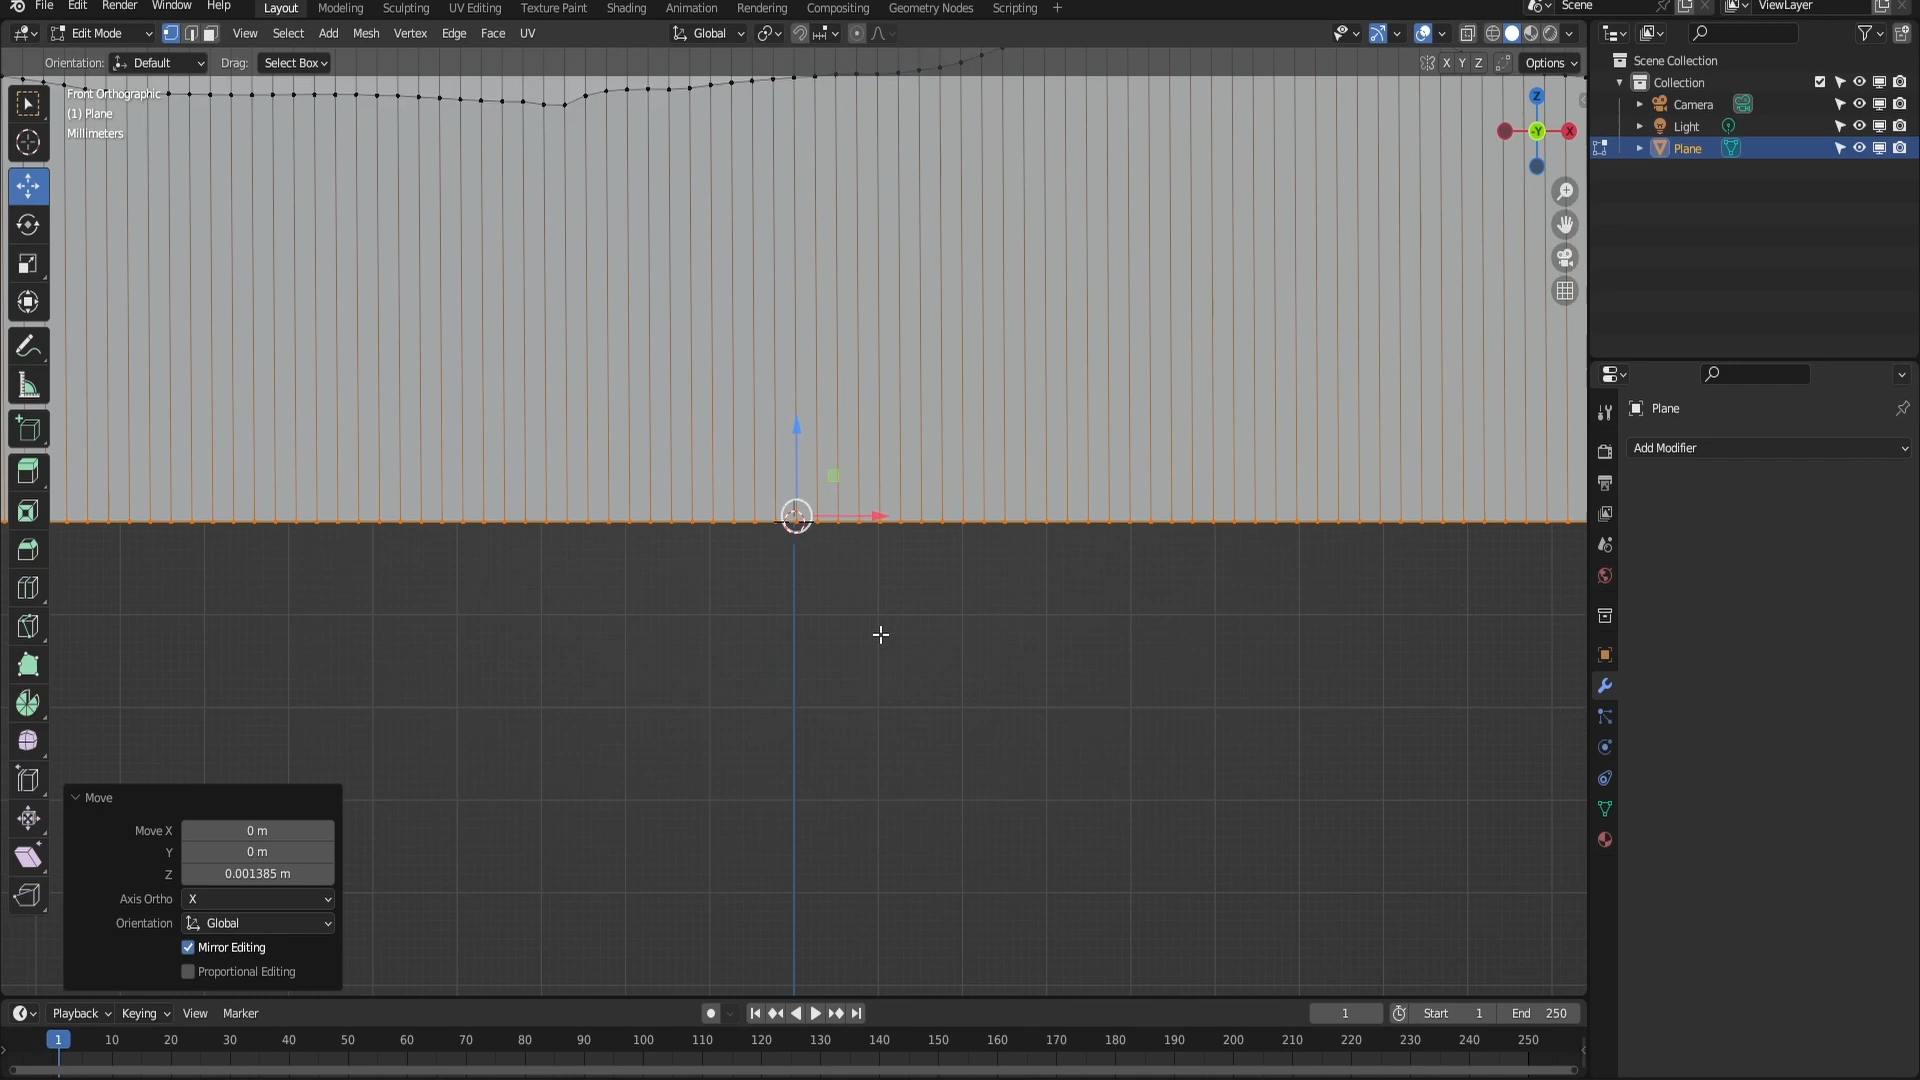 File Edit Render Window Help Layout Modeling Sculpting UV Editing Texture Paint Shading Animation Rendering Compositing Geometry Nodes Scripting + Scene ViewLayer
Edit Mode View Select Add Mesh Vertex Edge Face UV Global
Orientation: Default Drag: Select Box X Y Z Options
Front Orthographic
(1) Plane
Millimeters
Z
-Y X
Scene Collection
Collection
Camera
Light
Plane
Plane
Add Modifier
Move
Move X 0 m
Y 0 m
Z 0.001385 m
Axis Ortho X
Orientation Global
Mirror Editing
Proportional Editing
Playback Keying View Marker 1 Start 1 End 250
1 10 20 30 40 50 60 70 80 90 100 110 120 130 140 150 160 170 180 190 200 210 220 230 240 250